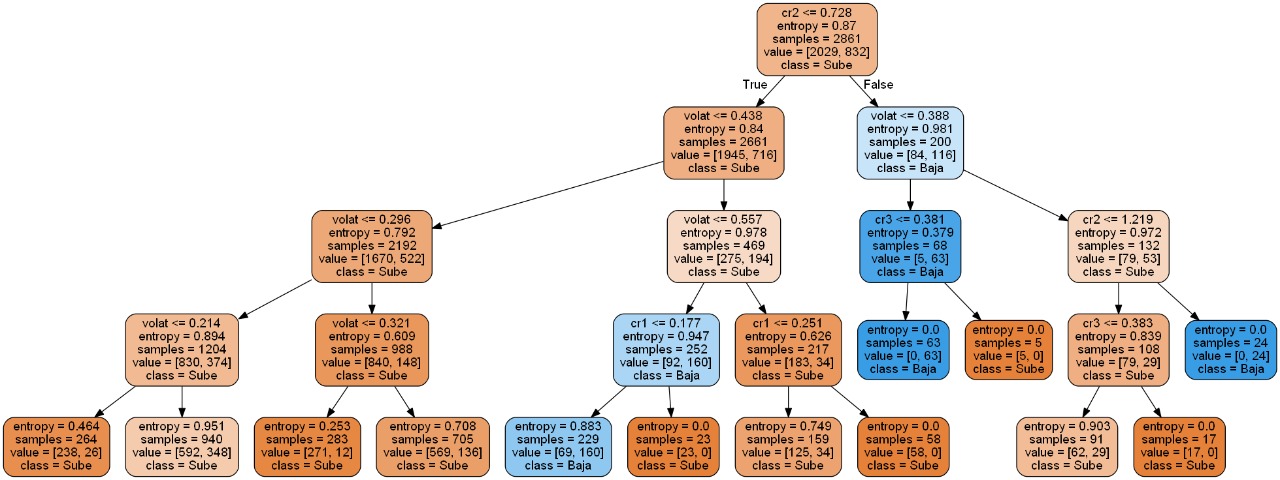 cr2 <= 0.728
entropy = 0.87
samples = 2861
value = [2029, 832]
class = Sube
True
False
volat <= 0.438
entropy = 0.84
samples = 2661
value = [1945, 716]
class = Sube
volat <= 0.388
entropy = 0.981
samples = 200
value = [84, 116]
class = Baja
volat <= 0.296
entropy = 0.792
samples = 2192
value = [1670, 522]
class = Sube
volat <= 0.557
entropy = 0.978
samples = 469
value = [275, 194]
class = Sube
cr3 <= 0.381
entropy = 0.379
samples = 68
value = [5, 63]
class = Baja
cr2 <= 1.219
entropy = 0.972
samples = 132
value = [79, 53]
class = Sube
volat <= 0.214
entropy = 0.894
samples = 1204
value = [830, 374]
class = Sube
volat <= 0.321
entropy = 0.609
samples = 988
value = [840, 148]
class = Sube
cr1 <= 0.177
entropy = 0.947
samples = 252
value = [92, 160]
class = Baja
cr1 <= 0.251
entropy = 0.626
samples = 217
value = [183, 34]
class = Sube
entropy = 0.0
samples = 63
value = [0, 63]
class = Baja
entropy = 0.0
samples = 5
value = [5, 0]
class = Sube
cr3 <= 0.383
entropy = 0.839
samples = 108
value = [79, 29]
class = Sube
entropy = 0.0
samples = 24
value = [0, 24]
class = Baja
entropy = 0.464
samples = 264
value = [238, 26]
class = Sube
entropy = 0.951
samples = 940
value = [592, 348]
class = Sube
entropy = 0.253
samples = 283
value = [271, 12]
class = Sube
entropy = 0.708
samples = 705
value = [569, 136]
class = Sube
entropy = 0.883
samples = 229
value = [69, 160]
class = Baja
entropy = 0.0
samples = 23
value = [23, 0]
class = Sube
entropy = 0.749
samples = 159
value = [125, 34]
class = Sube
entropy = 0.0
samples = 58
value = [58, 0]
class = Sube
entropy = 0.903
samples = 91
value = [62, 29]
class = Sube
entropy = 0.0
samples = 17
value = [17, 0]
class = Sube